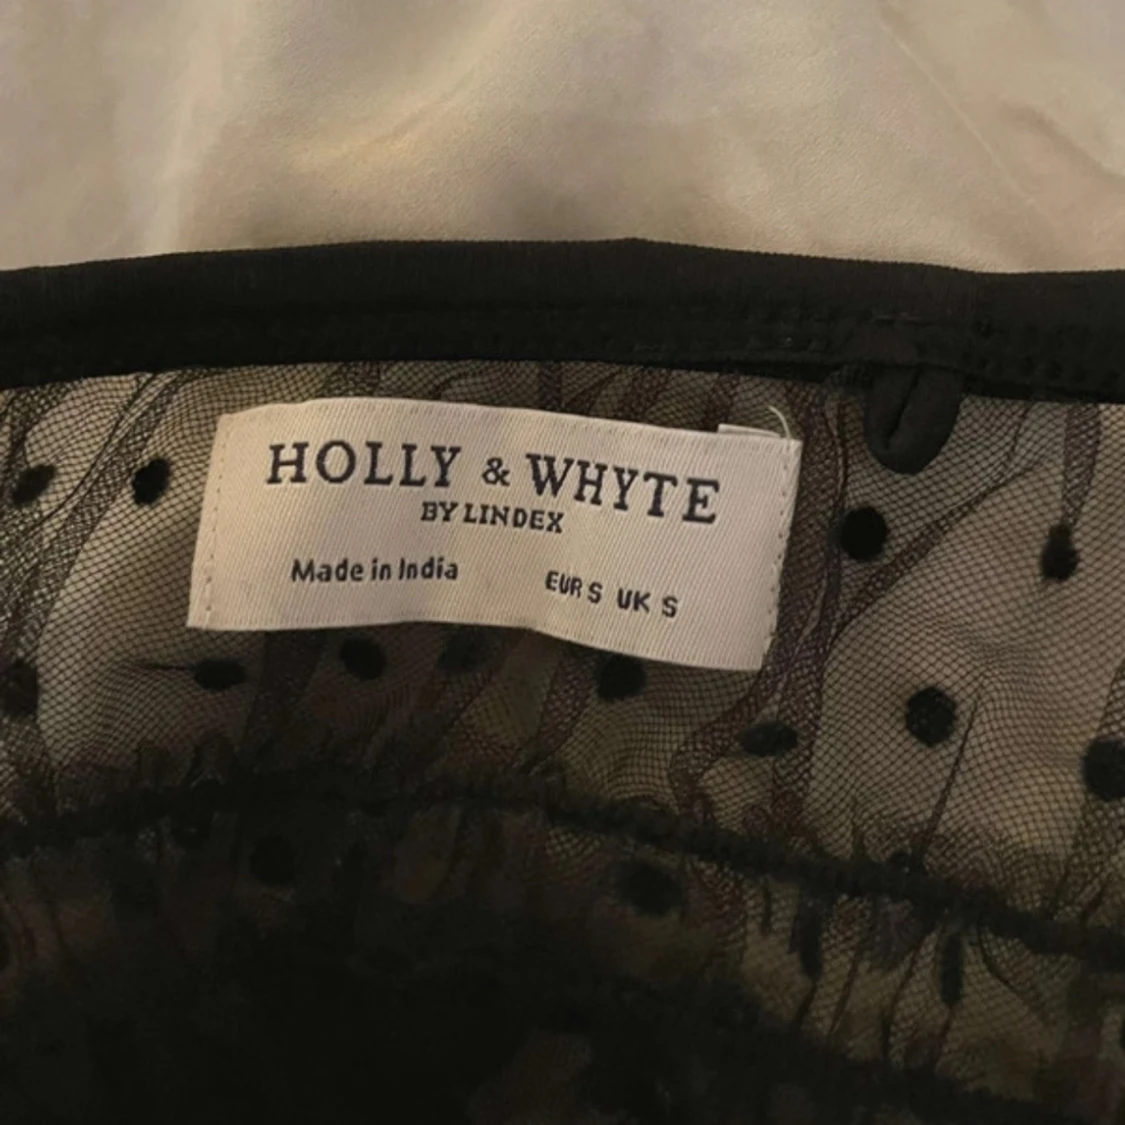 HOLLY & WHYTE
BY LINDEX
Made in India EUR S UK S